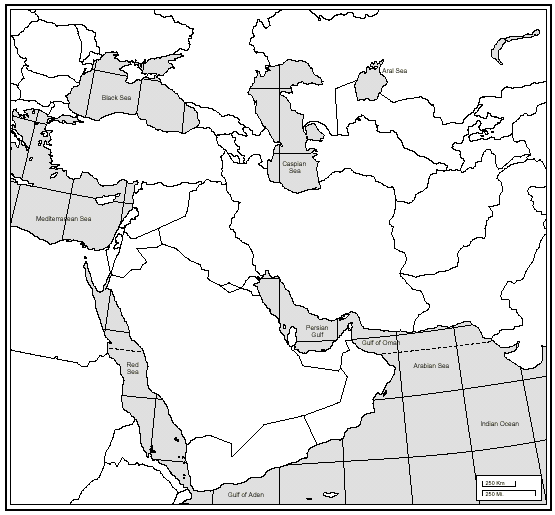 Aral Sea
Black Sea
Caspian
Sea
Mediterranean Sea
Persian
Gulf
Gulf of Oman
Red
Sea
Arabian Sea
Indian Ocean
Gulf of Aden
250 Km
250 Mi.